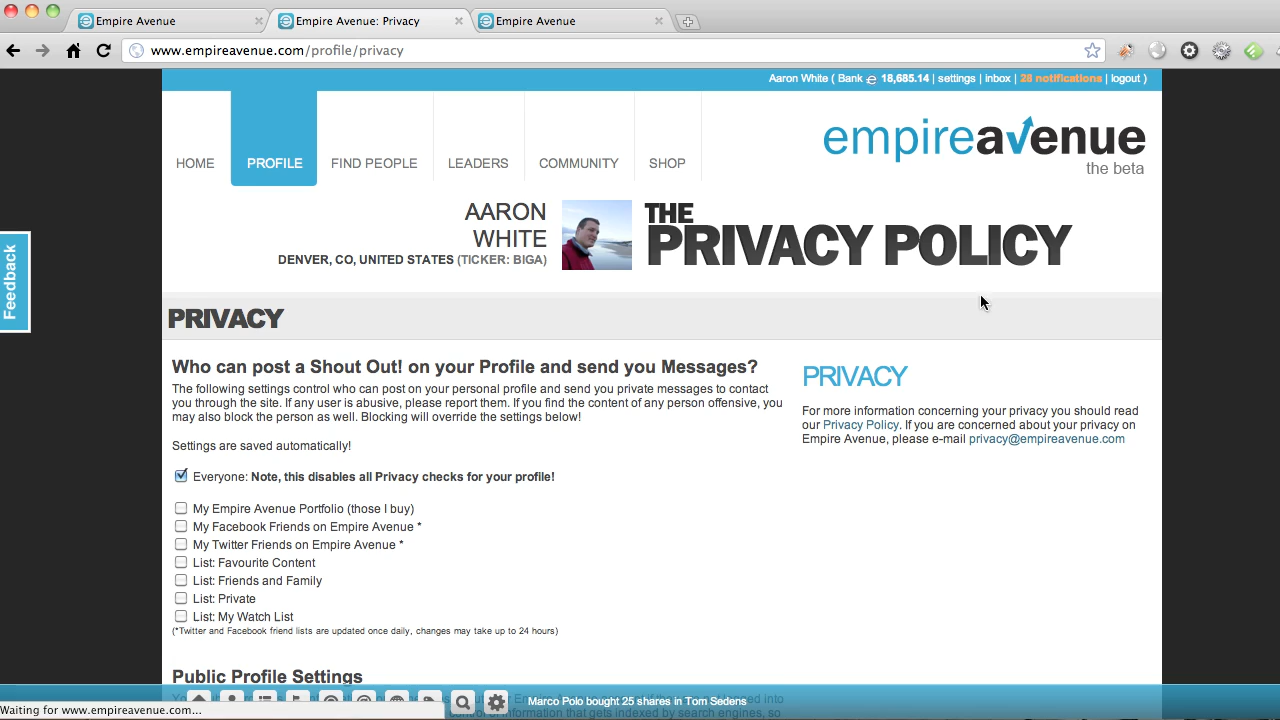 Empire Avenue
Empire Avenue: Privacy
Empire Avenue
www.empireavenue.com/profile/privacy
Aaron White ( Bank 18,685.14 | settings | inbox | 28 notifications | logout )
HOME
PROFILE
FIND PEOPLE
LEADERS
COMMUNITY
SHOP
empireavenue
the beta
AARON
WHITE
DENVER, CO, UNITED STATES (TICKER: BIGA)
THE
PRIVACY POLICY
Feedback
PRIVACY
Who can post a Shout Out! on your Profile and send you Messages?
The following settings control who can post on your personal profile and send you private messages to contact
you through the site. If any user is abusive, please report them. If you find the content of any person offensive, you
may also block the person as well. Blocking will override the settings below!
Settings are saved automatically!
Everyone: Note, this disables all Privacy checks for your profile!
My Empire Avenue Portfolio (those I buy)
My Facebook Friends on Empire Avenue *
My Twitter Friends on Empire Avenue *
List: Favourite Content
List: Friends and Family
List: Private
List: My Watch List
(*Twitter and Facebook friend lists are updated once daily, changes may take up to 24 hours)
PRIVACY
For more information concerning your privacy you should read
our Privacy Policy. If you are concerned about your privacy on
Empire Avenue, please e-mail privacy@empireavenue.com
Public Profile Settings
Marco Polo bought 25 shares in Tom Sedens
of information that gets indexed by search engines, so
Waiting for www.empireavenue.com...